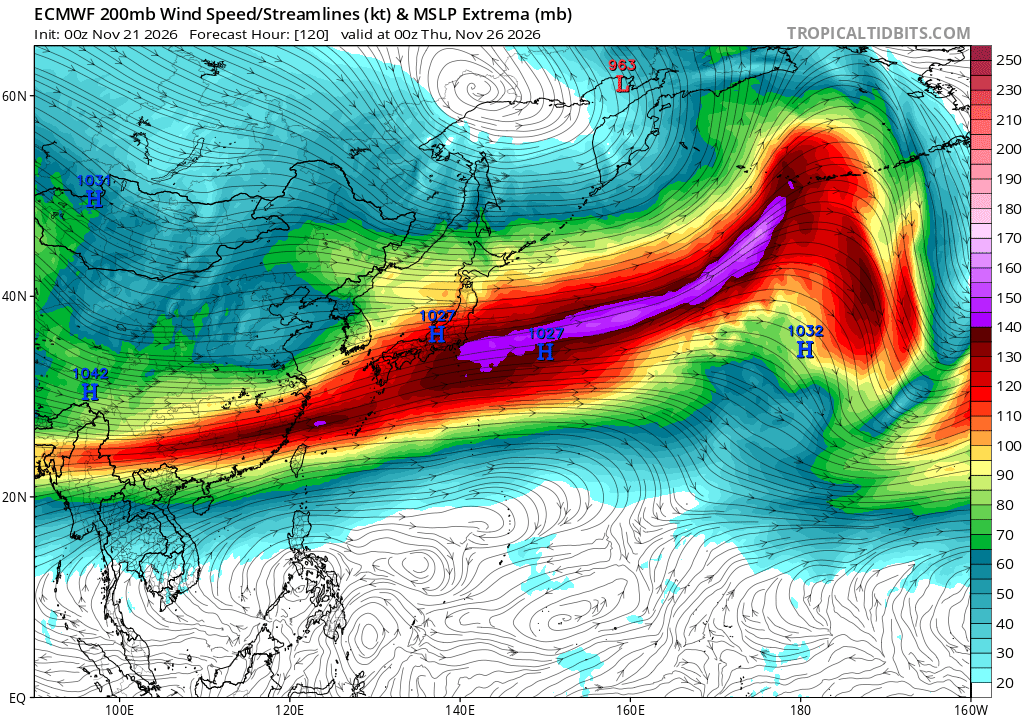 ECMWF 200mb Wind Speed/Streamlines (kt) & MSLP Extrema (mb)
Init: 00z Nov 21 2026 Forecast Hour: [120] valid at 00z Thu, Nov 26 2026
TROPICALTIDBITS.COM
963
L
1031
H
1027
H
1027
H
1032
H
1042
H
60N
40N
20N
EQ
100E
120E
140E
160E
180
160W
250
230
210
200
190
180
170
160
155
150
145
140
130
120
110
100
90
80
70
60
50
40
30
20